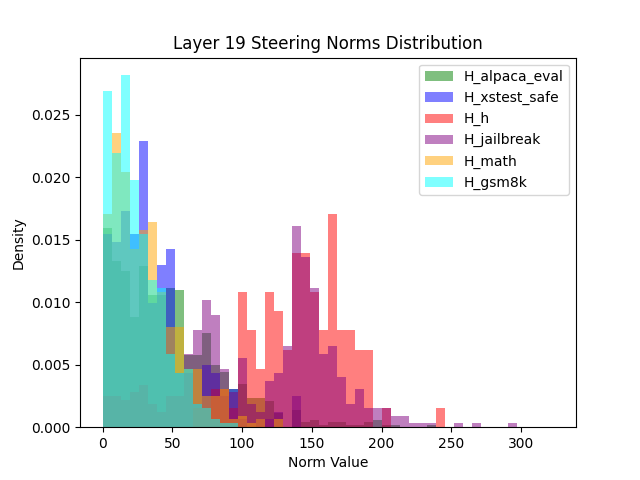 Layer 19 Steering Norms Distribution
H_alpaca_eval
H_xstest_safe
H_h
H_jailbreak
H_math
H_gsm8k
Density
0.025
0.020
0.015
0.010
0.005
0.000
0
50
100
150
200
250
300
Norm Value